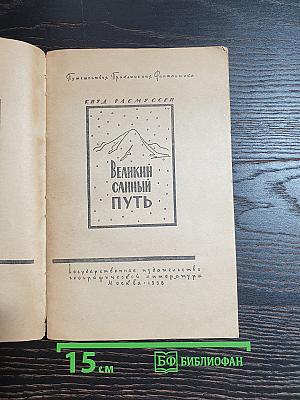 Путешествия Приключения Фантастика
КНУД РАСМУССЕН
ВЕЛИКИЙ
САННЫЙ
ПУТЬ
Государственное издательство
географической литературы
Москва • 1958
15 см
БФ БИБЛИОФАН